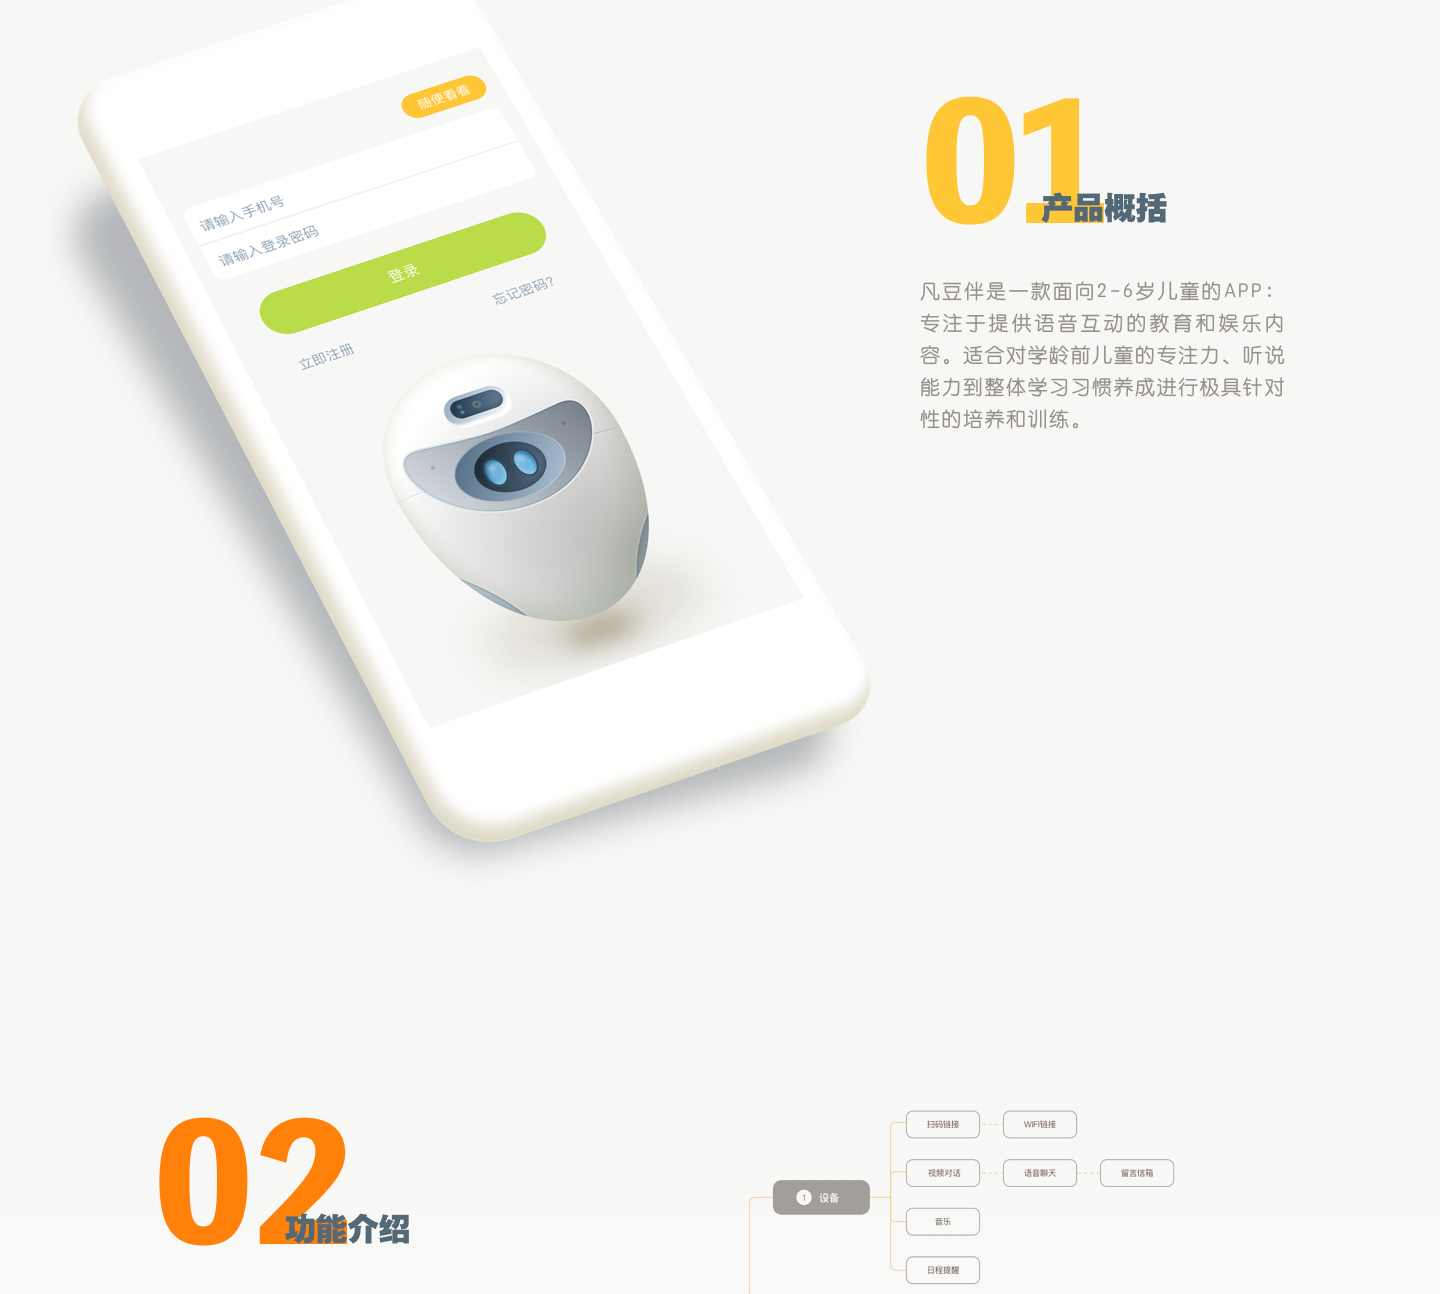 随便看看
请输入手机号
请输入登录密码
登录
忘记密码?
立即注册
01
产品概括
凡豆伴是一款面向2-6岁儿童的APP：
专注于提供语音互动的教育和娱乐内
容。适合对学龄前儿童的专注力、听说
能力到整体学习习惯养成进行极具针对
性的培养和训练。
02
功能介绍
1 设备
扫码链接
WIFI链接
视频对话
语音聊天
留言信箱
音乐
日程提醒